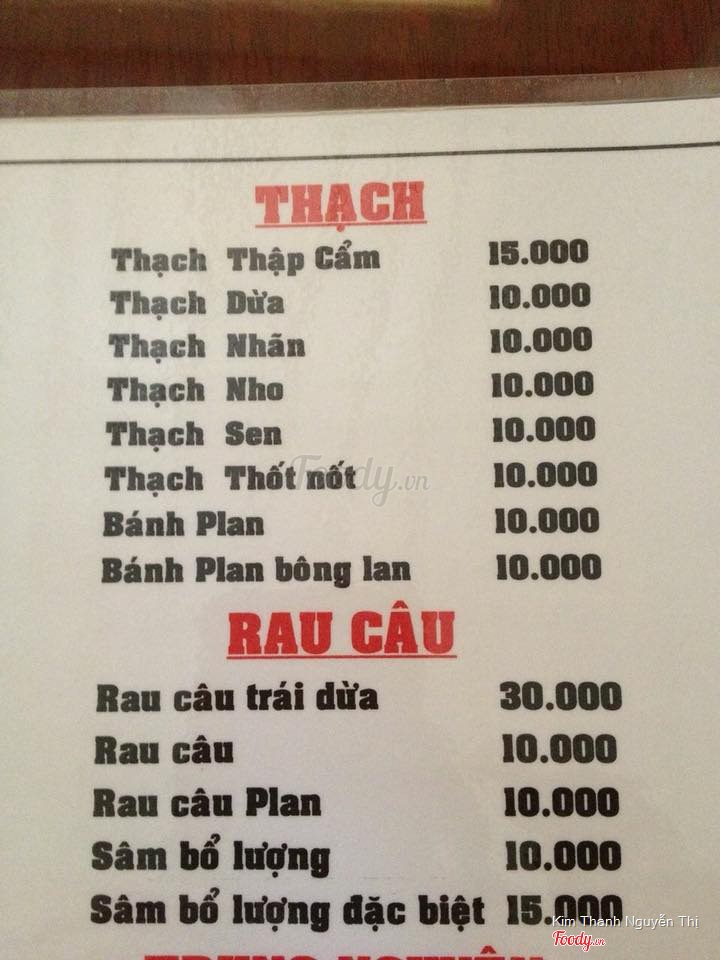 THẠCH
Thạch Thập Cẩm 15.000
Thạch Dừa 10.000
Thạch Nhãn 10.000
Thạch Nho 10.000
Thạch Sen 10.000
Thạch Thốt nốt 10.000
Foody.vn
Bánh Plan 10.000
Bánh Plan bông lan 10.000
RAU CÂU
Rau câu trái dừa 30.000
Rau câu 10.000
Rau câu Plan 10.000
Sâm bổ lượng 10.000
Sâm bổ lượng đặc biệt 15.000
Kim Thanh Nguyễn Thị
Foody.vn